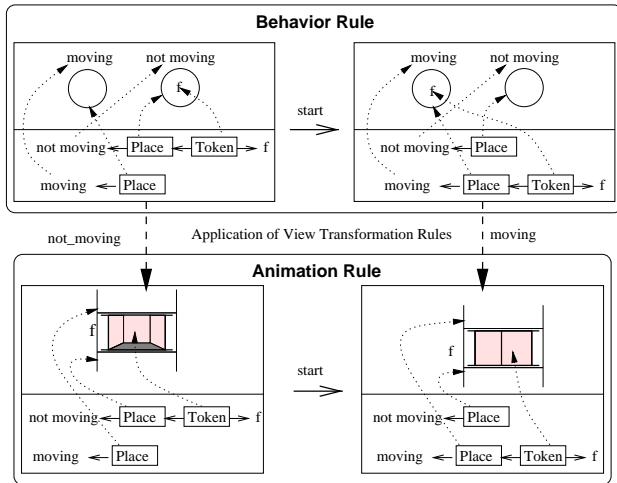 Behavior Rule
moving not moving
f
not moving Place Token f
moving Place
start
moving not moving
f
not moving Place
moving Place Token f
not_moving Application of View Transformation Rules moving
Animation Rule
f
not moving Place Token f
moving Place
start
f
not moving Place
moving Place Token f